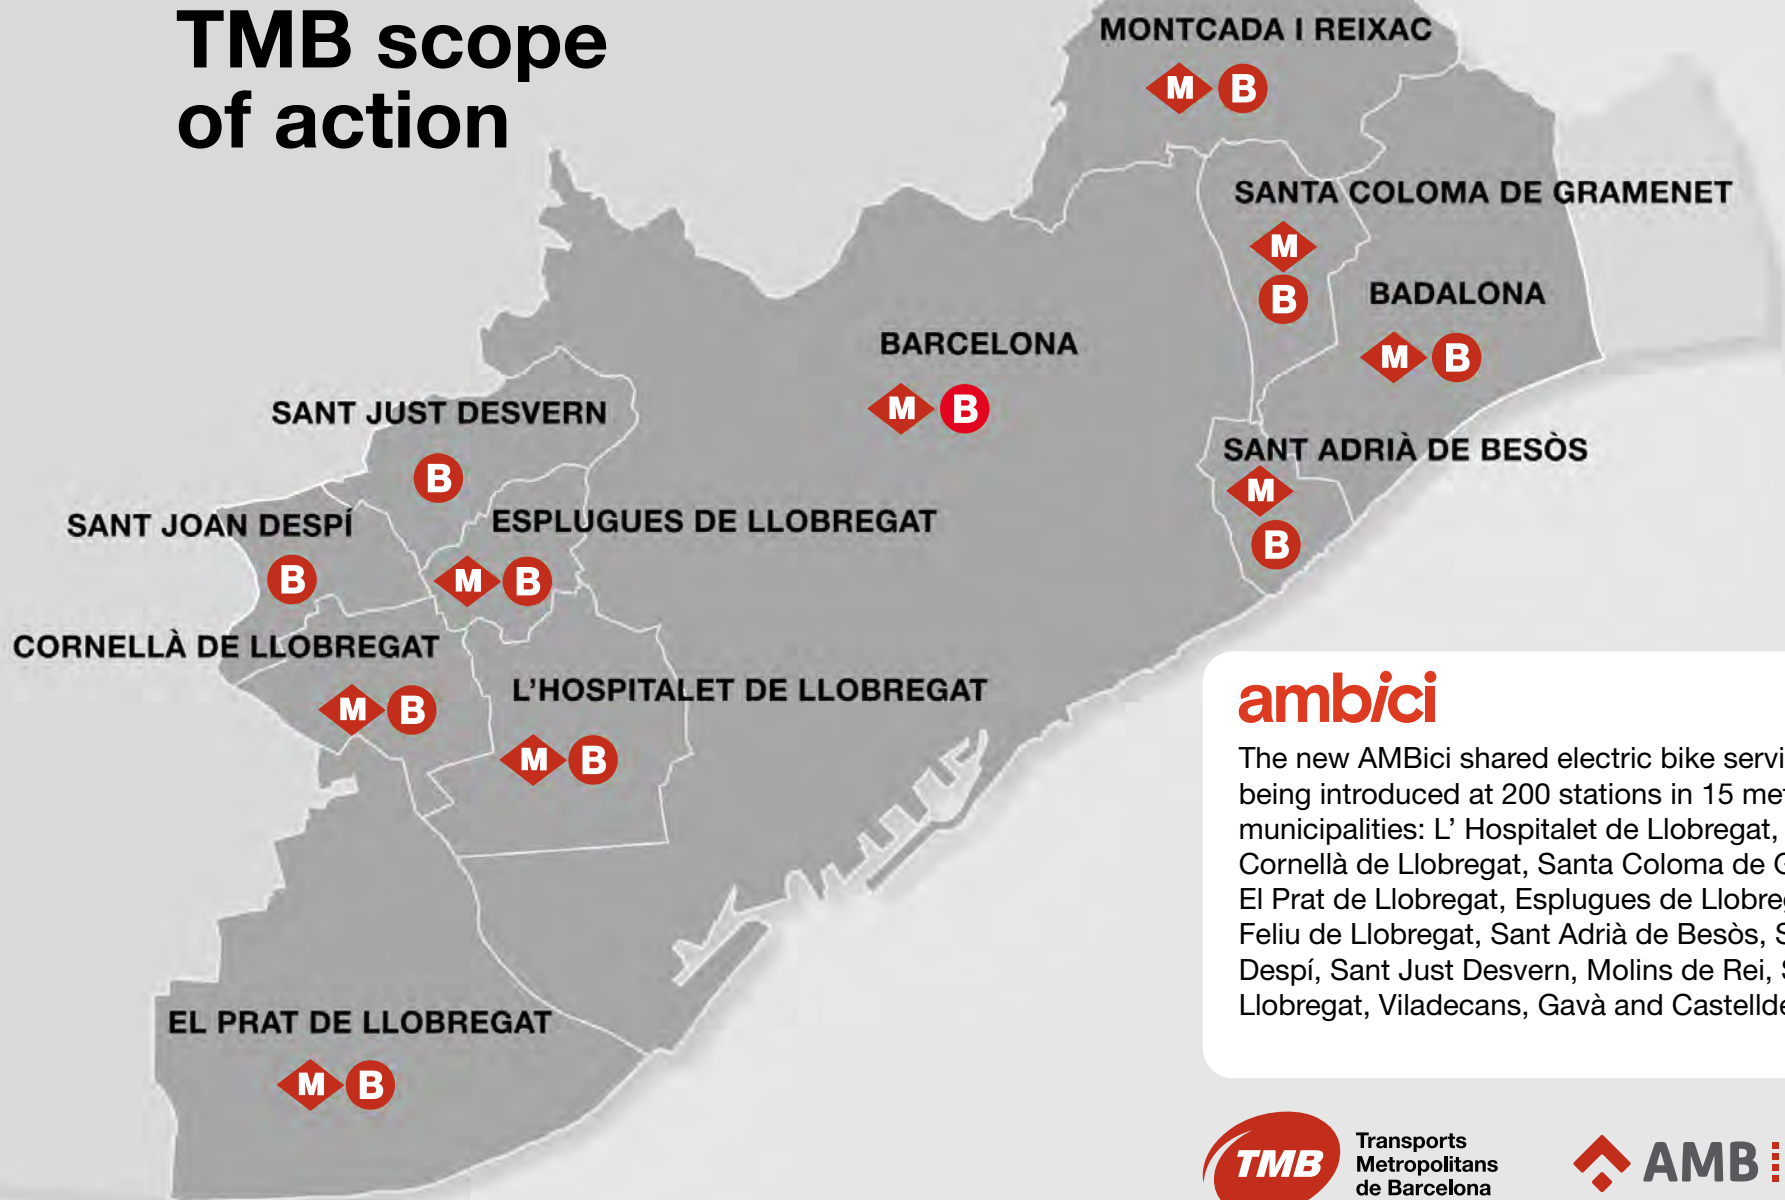 TMB scope
of action
MONTCADA I REIXAC
M B
SANTA COLOMA DE GRAMENET
M
B
BADALONA
M B
BARCELONA
M B
SANT ADRIÀ DE BESÒS
M
B
SANT JUST DESVERN
B
SANT JOAN DESPÍ
B
ESPLUGUES DE LLOBREGAT
M B
CORNELLÀ DE LLOBREGAT
M B
L'HOSPITALET DE LLOBREGAT
M B
EL PRAT DE LLOBREGAT
M B
ambici
The new AMBici shared electric bike
being introduced at 200 stations in 15
municipalities: L' Hospitalet de Llobregat,
Cornellà de Llobregat, Santa Coloma de
El Prat de Llobregat, Esplugues de
Feliu de Llobregat, Sant Adrià de Besòs,
Despí, Sant Just Desvern, Molins de Rei,
Llobregat, Viladecans, Gavà and
TMB
Transports
Metropolitans
de Barcelona
AMB